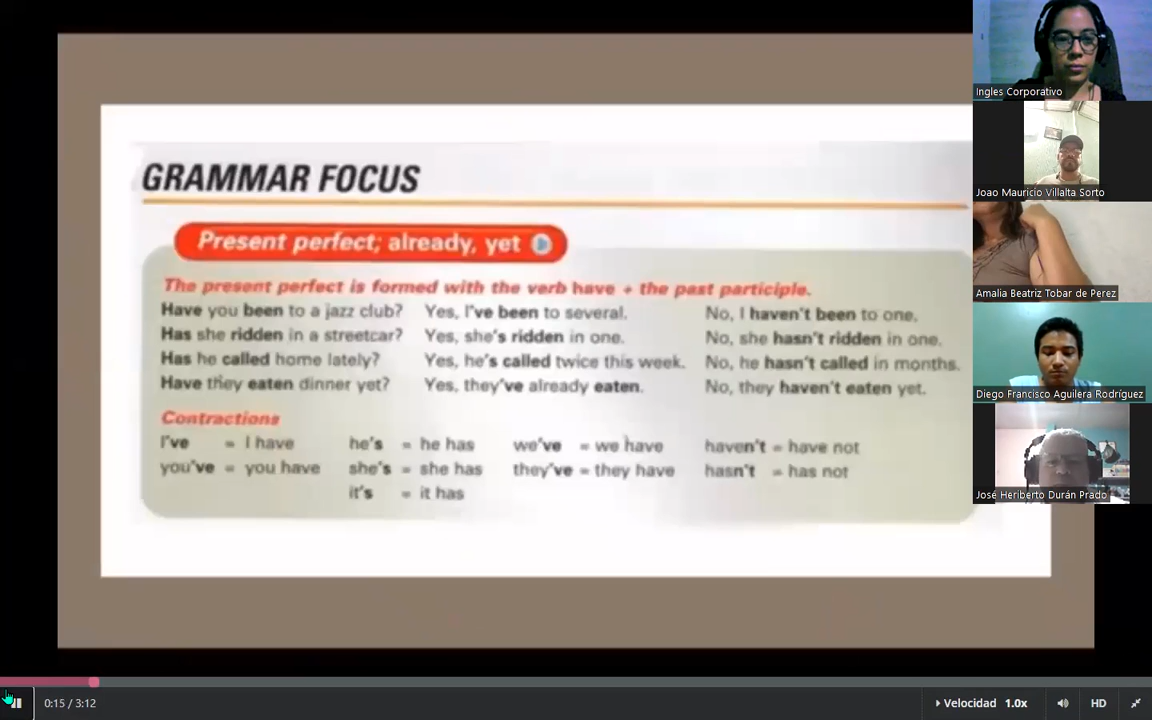 GRAMMAR FOCUS
Present perfect; already, yet
The present perfect is formed with the verb have + the past participle.
Have you been to a jazz club? Yes, I've been to several. No, I haven't been to one.
Has she ridden in a streetcar? Yes, she's ridden in one. No, she hasn't ridden in one.
Has he called home lately? Yes, he's called twice this week. No, he hasn't called in months.
Have they eaten dinner yet? Yes, they've already eaten. No, they haven't eaten yet.
Contractions
I've = I have he's = he has we've = we have haven't = have not
you've = you have she's = she has they've = they have hasn't = has not
it's = it has
Ingles Corporativo
Joao Mauricio Villalta Sorto
Amalia Beatriz Tobar de Perez
Diego Francisco Aguilera Rodríguez
José Heriberto Durán Prado
0:15 / 3:12
Velocidad 1.0x
HD